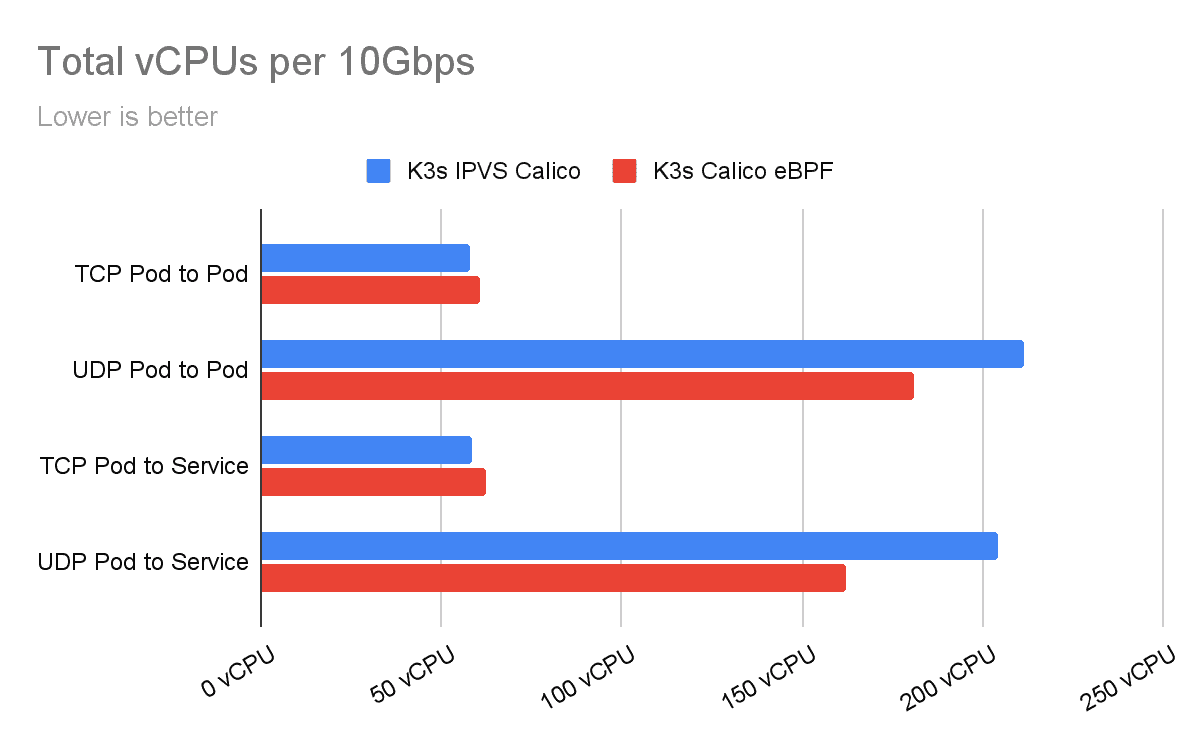 Total vCPUs per 10Gbps
Lower is better
K3s IPVS Calico K3s Calico eBPF
TCP Pod to Pod
UDP Pod to Pod
TCP Pod to Service
UDP Pod to Service
0 vCPU 50 vCPU 100 vCPU 150 vCPU 200 vCPU 250 vCPU